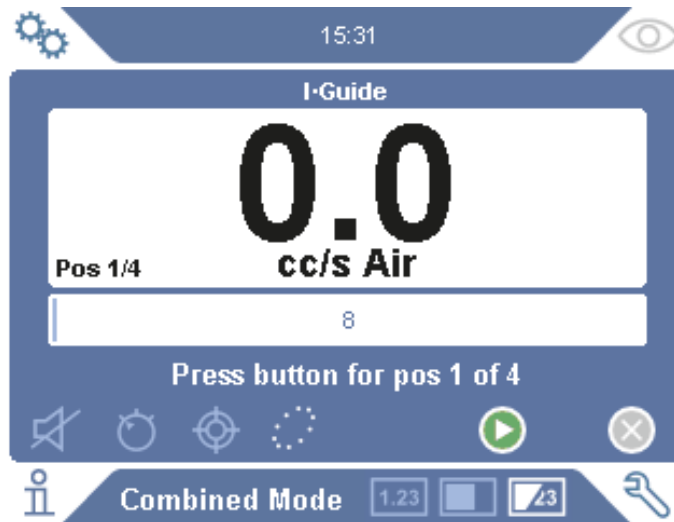 15:31
I·Guide
0.0
Pos 1/4
cc/s Air
8
Press button for pos 1 of 4
Combined Mode
1.23
23